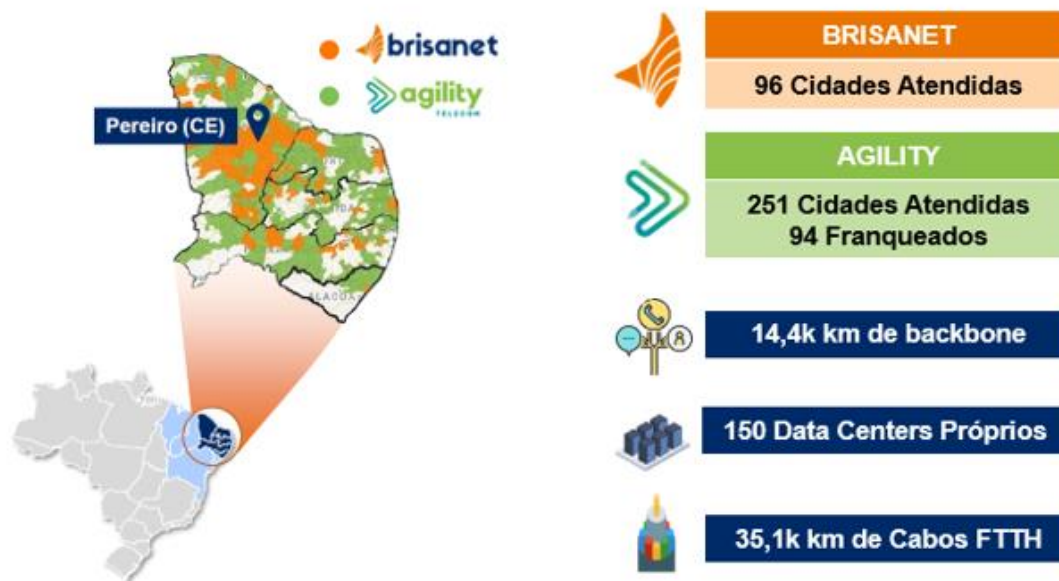 brisanet
agility
TELECOM
Pereiro (CE)
BRISANET
96 Cidades Atendidas
AGILITY
251 Cidades Atendidas
94 Franqueados
14,4k km de backbone
150 Data Centers Próprios
35,1k km de Cabos FTTH